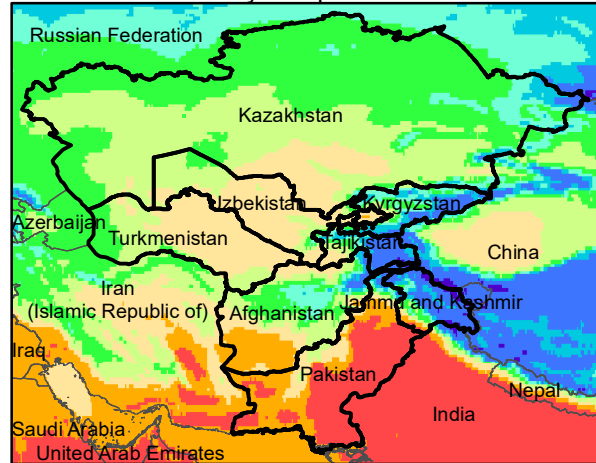 Russian Federation
Kazakhstan
Uzbekistan
Kyrgyzstan
Azerbaijan
Turkmenistan
Tajikistan
China
Iran
(Islamic Republic of)
Afghanistan
Jammu and Kashmir
Iraq
Pakistan
Nepal
India
Saudi Arabia
United Arab Emirates